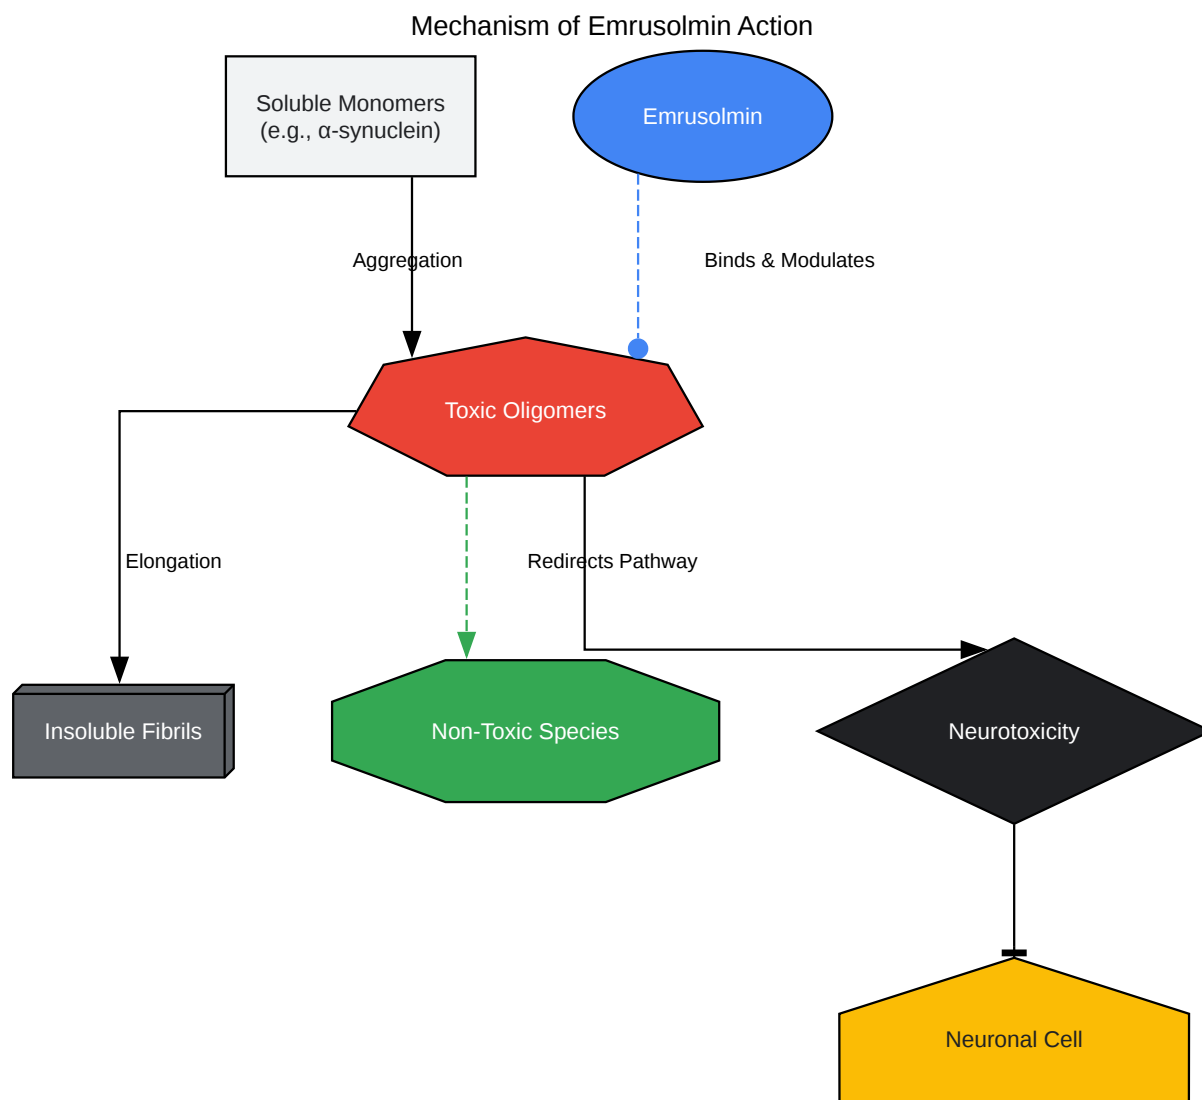 Mechanism of Emrusolmin Action
Soluble Monomers
(e.g., α-synuclein)
Emrusolmin
Aggregation
Binds & Modulates
Toxic Oligomers
Elongation
Redirects Pathway
Insoluble Fibrils
Non-Toxic Species
Neurotoxicity
Neuronal Cell